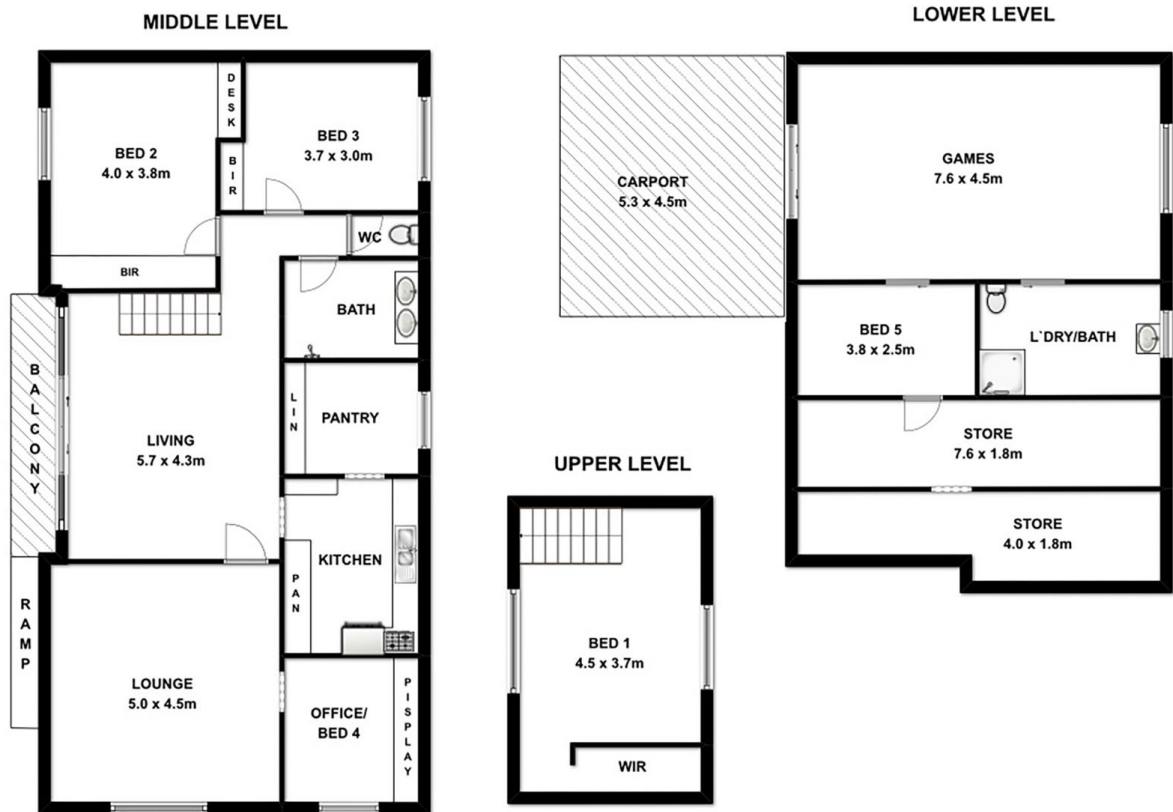 MIDDLE LEVEL
DESK
BED 2
4.0 x 3.8m
BED 3
3.7 x 3.0m
BIR
WC
BIR
BATH
BALCONY
LIN
PANTRY
LIVING
5.7 x 4.3m
KITCHEN
PAN
RAMP
LOUNGE
5.0 x 4.5m
OFFICE/
BED 4
PISPLAY
UPPER LEVEL
BED 1
4.5 x 3.7m
WIR
LOWER LEVEL
CARPORT
5.3 x 4.5m
GAMES
7.6 x 4.5m
BED 5
3.8 x 2.5m
L`DRY/BATH
STORE
7.6 x 1.8m
STORE
4.0 x 1.8m